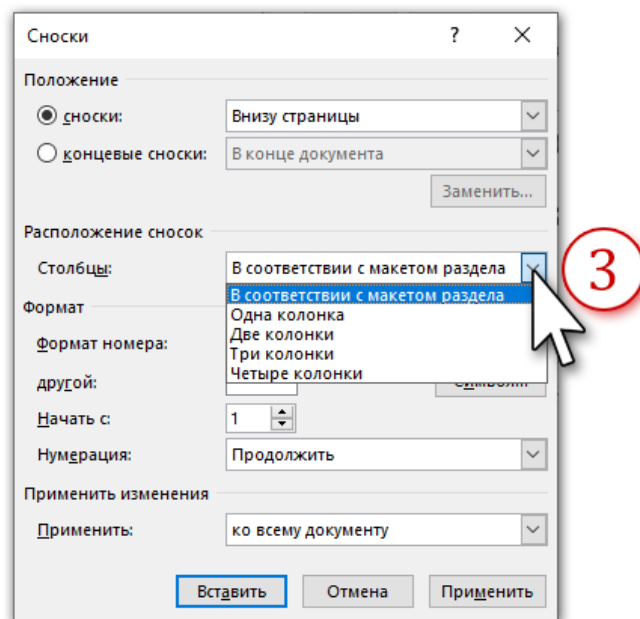 Сноски ?
Положение
сноски: Внизу страницы
концевые сноски: В конце документа
Заменить...
Расположение сносок
Столбцы: В соответствии с макетом раздела
3
В соответствии с макетом раздела
Формат
Одна колонка
Формат номера: Две колонки
Три колонки
другой: Четыре колонки
Начать с: 1
Нумерация: Продолжить
Применить изменения
Применить: ко всему документу
Вставить Отмена Применить